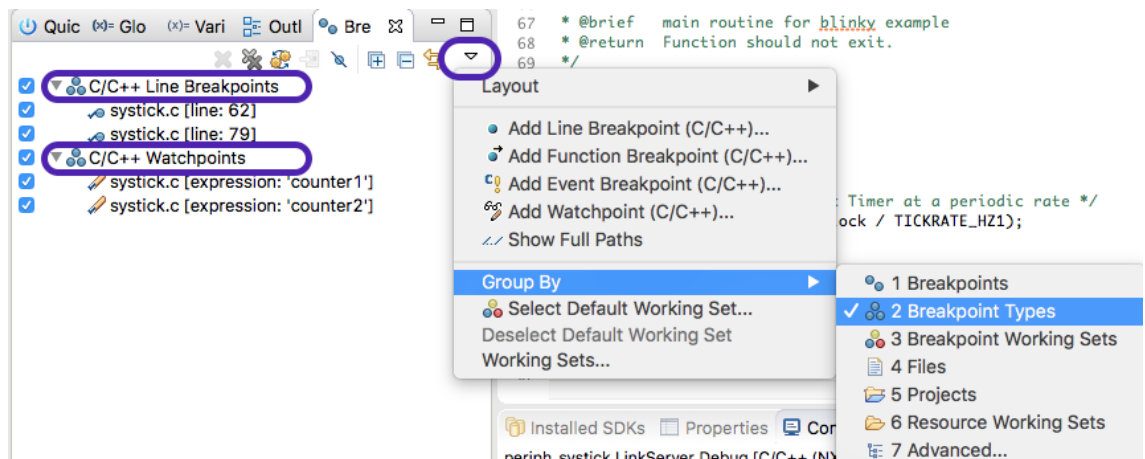 Quic (x)= Glo (x)= Vari Outl Bre
C/C++ Line Breakpoints
systick.c [line: 62]
systick.c [line: 79]
C/C++ Watchpoints
systick.c [expression: 'counter1']
systick.c [expression: 'counter2']
67 * @brief main routine for blinky example
68 * @return Function should not exit.
69 */
Layout
Add Line Breakpoint (C/C++)...
Add Function Breakpoint (C/C++)...
Add Event Breakpoint (C/C++)...
Add Watchpoint (C/C++)...
Show Full Paths
Timer at a periodic rate */
ock / TICKRATE_HZ1);
Group By
Select Default Working Set...
Deselect Default Working Set
Working Sets...
1 Breakpoints
2 Breakpoint Types
3 Breakpoint Working Sets
4 Files
5 Projects
6 Resource Working Sets
7 Advanced...
Installed SDKs Properties Cor
periph_systick LinkServer Debug [C/C++ (NX